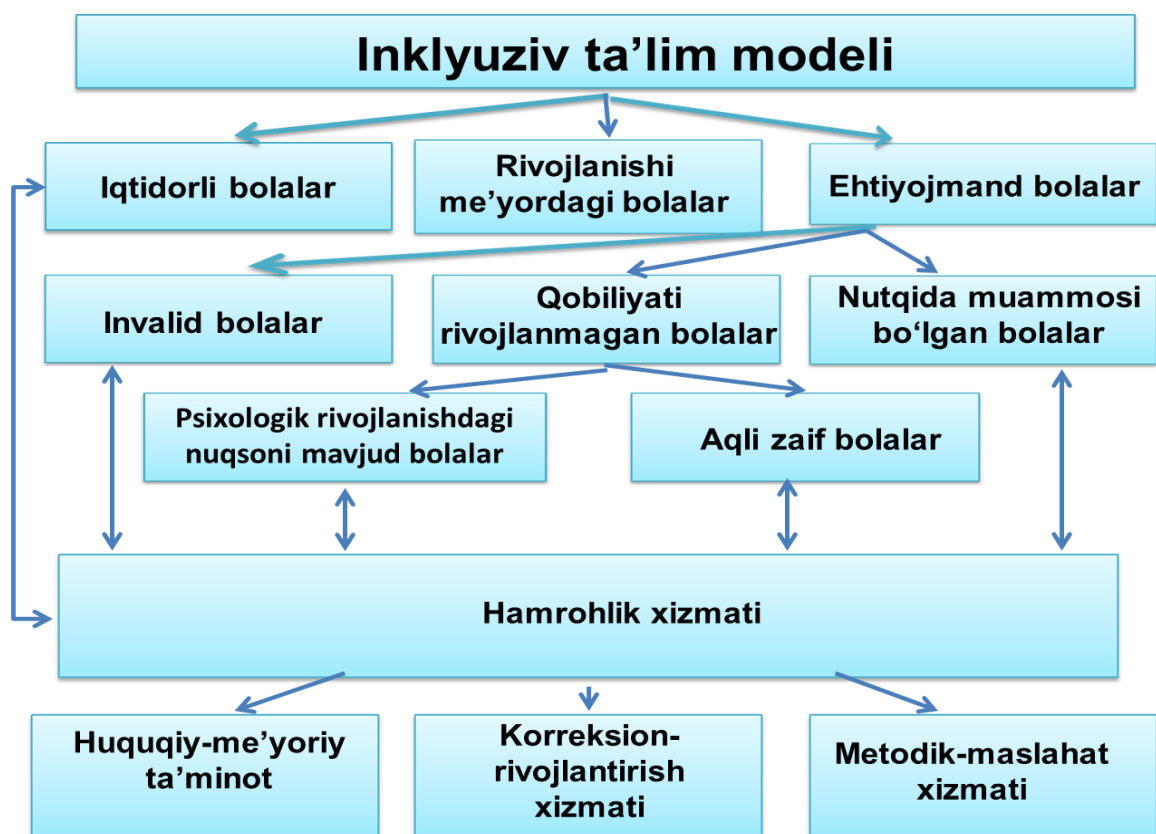 Inklyuziv ta’lim modeli
Iqtidorli bolalar
Rivojlanishi
me’yordagi bolalar
Ehtiyojmand bolalar
Invalid bolalar
Qobiliyati
rivojlanmagan bolalar
Nutqida muammosi
bo‘lgan bolalar
Psixologik rivojlanishdagi
nuqsoni mavjud bolalar
Aqli zaif bolalar
Hamrohlik xizmati
Huquqiy-me’yoriy
ta’minot
Korreksion-
rivojlantirish
xizmati
Metodik-maslahat
xizmati